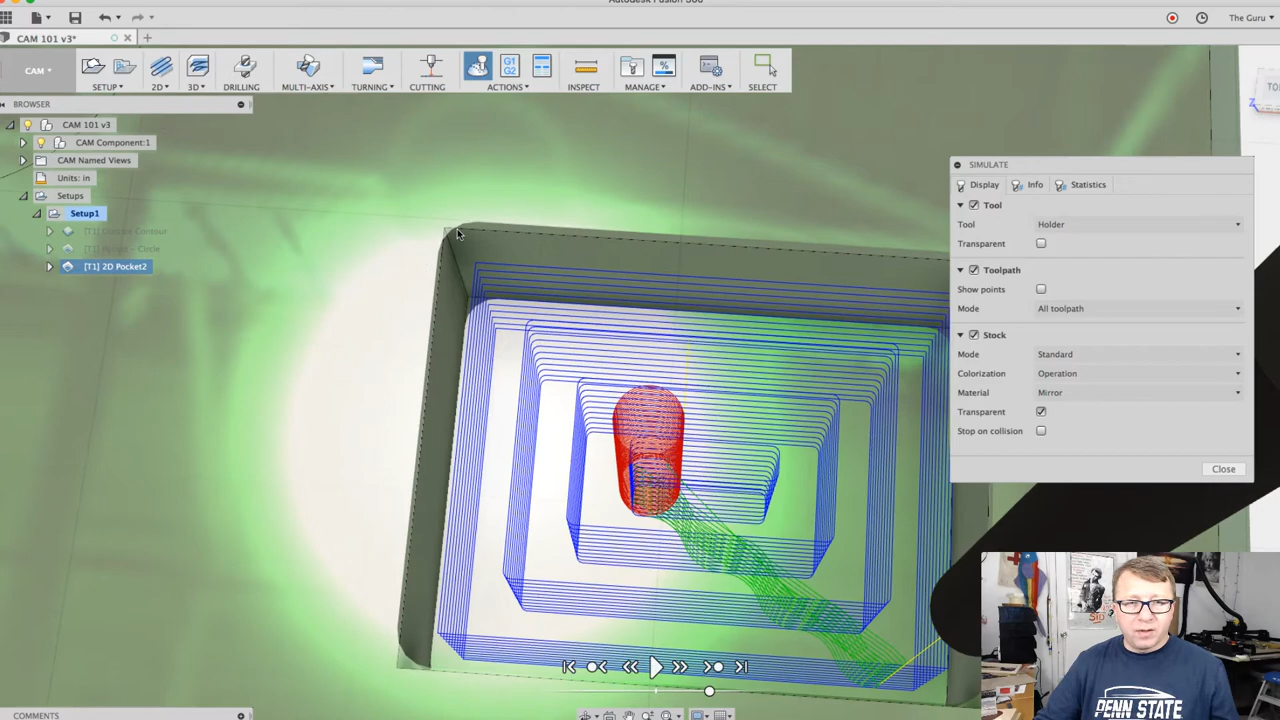 Autodesk Fusion 360
The Guru
CAM 101 v3*
CAM
SETUP
2D
3D
DRILLING
MULTI-AXIS
TURNING
CUTTING
G1
G2
ACTIONS
INSPECT
MANAGE
ADD-INS
SELECT
BROWSER
CAM 101 v3
CAM Component:1
CAM Named Views
Units: in
Setups
Setup1
[T1] 2D Pocket2
SIMULATE
Display
Info
Statistics
Tool
Tool
Holder
Transparent
Toolpath
Show points
Mode
All toolpath
Stock
Mode
Standard
Colorization
Operation
Material
Mirror
Transparent
Stop on collision
Close
Z
COMMENTS
PENN STATE